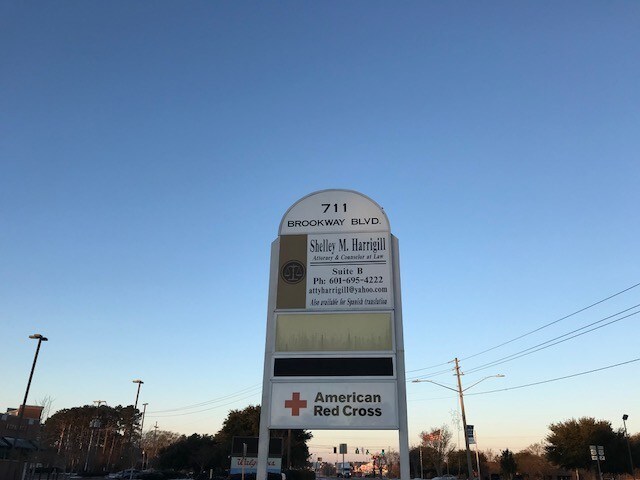 711
BROOKWAY BLVD.
Shelley M. Harrigill
Attorney & Counselor at Law
Suite B
Ph: 601-695-4222
attyharrigill@yahoo.com
Also available for Spanish translation
American
Red Cross